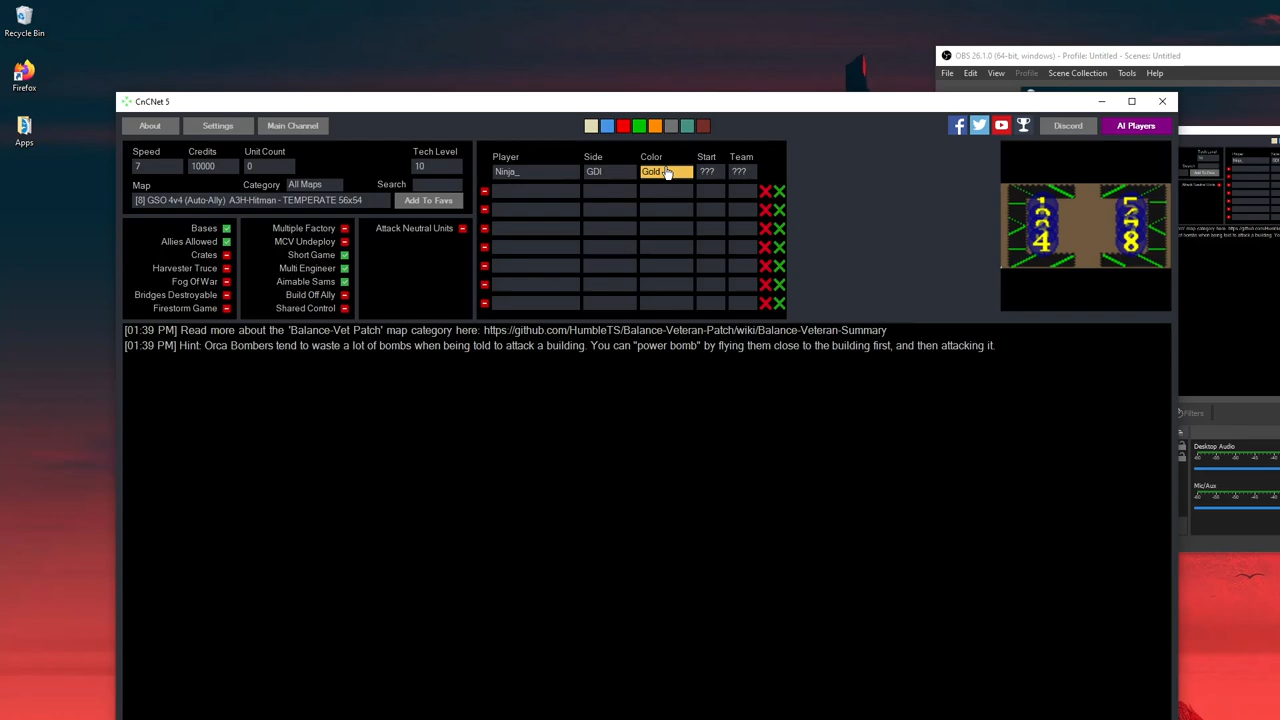 Recycle Bin
Firefox
Apps
OBS 26.1.0 (64-bit, windows) - Profile: Untitled - Scenes: Untitled
File Edit View Profile Scene Collection Tools Help
CnCNet 5
About Settings Main Channel Discord AI Players
Speed Credits Unit Count Tech Level
7 10000 0 10
Map Category All Maps Search
[8] GSO 4v4 (Auto-Ally) A3H-Hitman - TEMPERATE 56x54 Add To Favs
Bases Multiple Factory Attack Neutral Units
Allies Allowed MCV Undeploy
Crates Short Game
Harvester Truce Multi Engineer
Fog Of War Aimable Sams
Bridges Destroyable Build Off Ally
Firestorm Game Shared Control
Player Side Color Start Team
Ninja_ GDI Gold ??? ???
[01:39 PM] Read more about the 'Balance-Vet Patch' map category here: https://github.com/HumbleTS/Balance-Veteran-Patch/wiki/Balance-Veteran-Summary
[01:39 PM] Hint: Orca Bombers tend to waste a lot of bombs when being told to attack a building. You can "power bomb" by flying them close to the building first, and then attacking it.
Filters
Desktop Audio
Mic/Aux